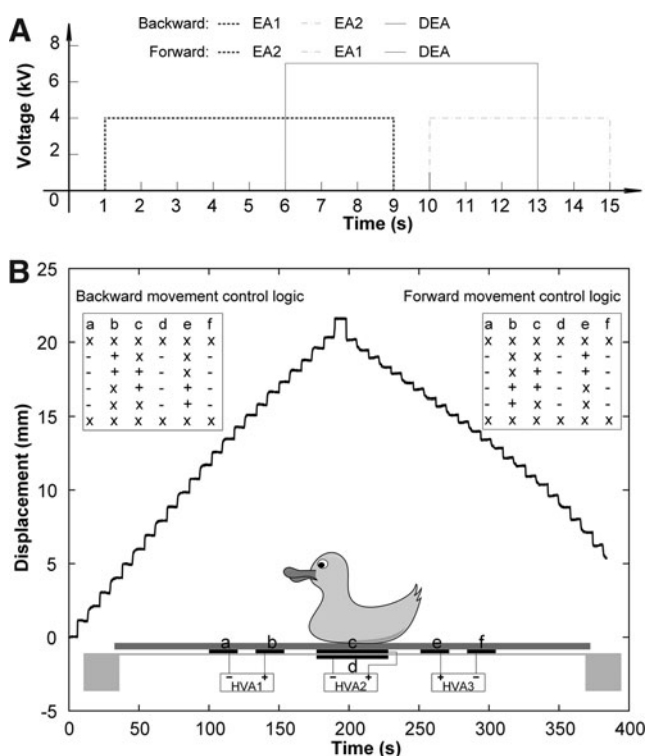 A
Backward: EA1 EA2 DEA
Forward: EA2 EA1 DEA
Voltage (kV)
8
6
4
2
0
1 2 3 4 5 6 7 8 9 10 11 12 13 14 15
Time (s)
B
Displacement (mm)
25
20
15
10
5
0
-5
Backward movement control logic
a b c d e f
x x x x x x
- + x - x -
- + + - x -
- x + - + -
- x x - + -
x x x x x x
Forward movement control logic
a b c d e f
x x x x x x
- x x - + -
- x + - + -
- + + - x -
- + x - x -
x x x x x x
a b c e f
d
- + - + + -
HVA1 HVA2 HVA3
0 50 100 150 200 250 300 350 400
Time (s)